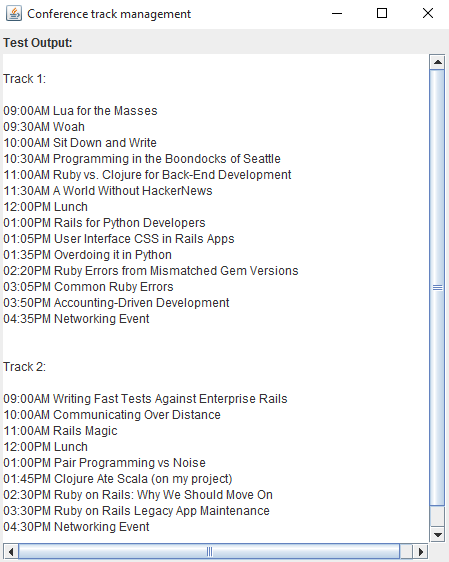 Conference track management
Test Output:
Track 1:
09:00AM Lua for the Masses
09:30AM Woah
10:00AM Sit Down and Write
10:30AM Programming in the Boondocks of Seattle
11:00AM Ruby vs. Clojure for Back-End Development
11:30AM A World Without HackerNews
12:00PM Lunch
01:00PM Rails for Python Developers
01:05PM User Interface CSS in Rails Apps
01:35PM Overdoing it in Python
02:20PM Ruby Errors from Mismatched Gem Versions
03:05PM Common Ruby Errors
03:50PM Accounting-Driven Development
04:35PM Networking Event
Track 2:
09:00AM Writing Fast Tests Against Enterprise Rails
10:00AM Communicating Over Distance
11:00AM Rails Magic
12:00PM Lunch
01:00PM Pair Programming vs Noise
01:45PM Clojure Ate Scala (on my project)
02:30PM Ruby on Rails: Why We Should Move On
03:30PM Ruby on Rails Legacy App Maintenance
04:30PM Networking Event